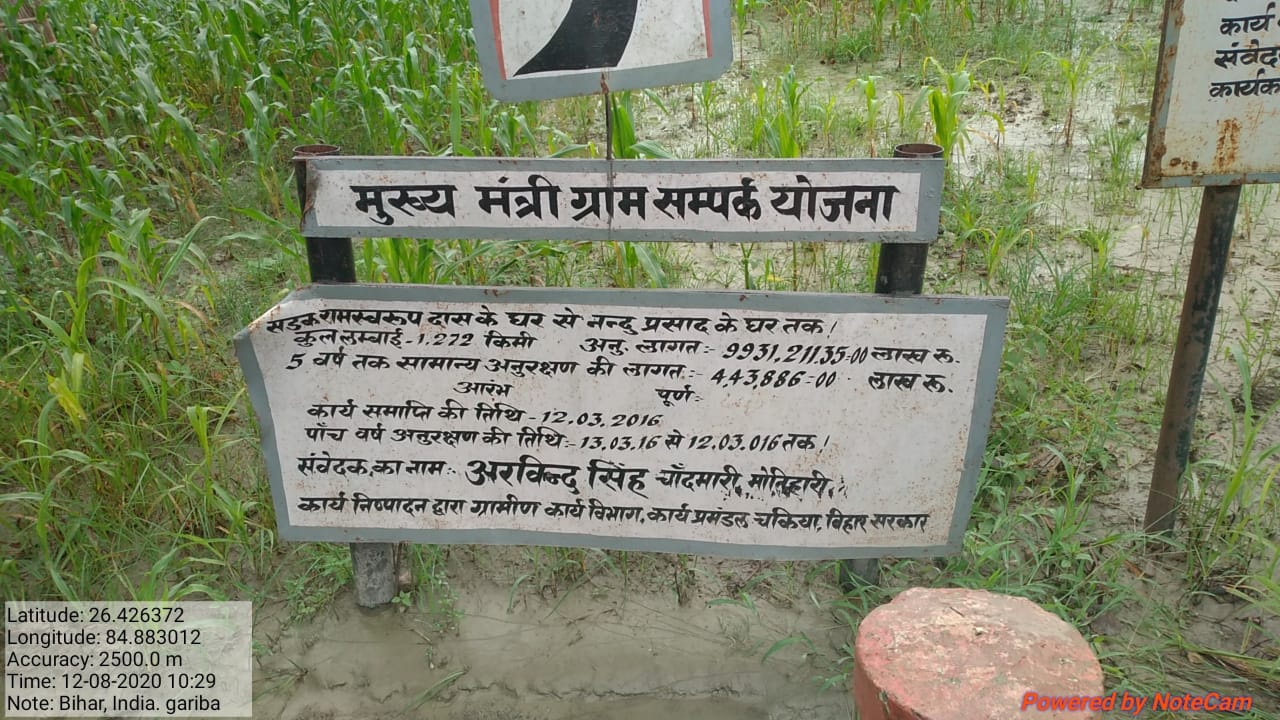 मुख्य मंत्री ग्राम सम्पर्क योजना
सड़क रामस्वरूप दास के घर से नन्दु प्रसाद के घर तक।
कुल लम्बाई-1.272 किमी अनु. लागत:- 9931,21135=00 लाख रू.
5 वर्ष तक सामान्य अनुरक्षण की लागत:- 4,43,886=00 लाख रू.
आरंभ पूर्ण:-
कार्य समाप्ति की तिथि- 12.03.2016
पाँच वर्ष अनुरक्षण की तिथि:-13.03.16 से 12.03.016 तक।
संवेदक का नाम:- अरविन्द सिंह चाँदमारी, मोतिहारी,
कार्य निष्पादन द्वारा ग्रामीण कार्य विभाग, कार्य प्रमंडल चकिया, बिहार सरकार
कार्य
संवेद
कार्यक
Latitude: 26.426372
Longitude: 84.883012
Accuracy: 2500.0 m
Time: 12-08-2020 10:29
Note: Bihar, India. gariba
Powered by NoteCam